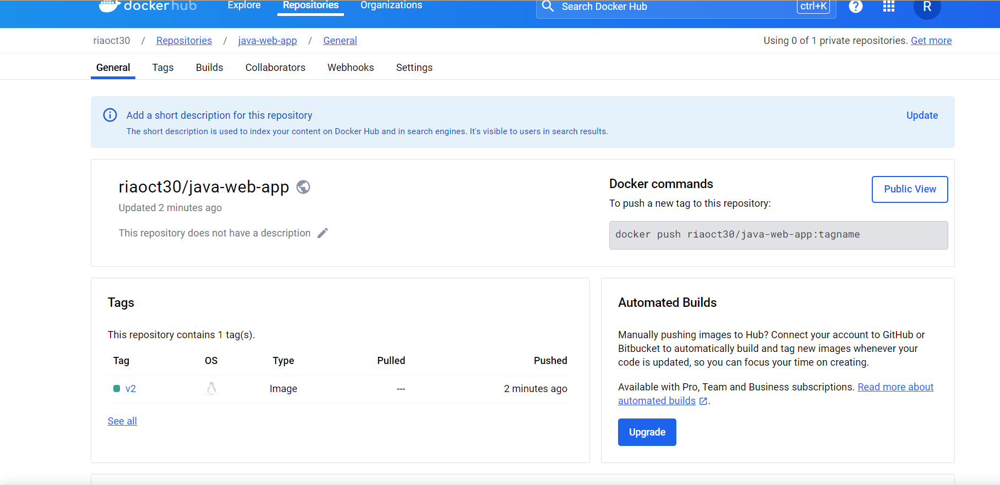 dockerhub Explore Repositories Organizations Search Docker Hub ctrl+K ? R
riaoct30 / Repositories / java-web-app / General Using 0 of 1 private repositories. Get more
General Tags Builds Collaborators Webhooks Settings
Add a short description for this repository Update
The short description is used to index your content on Docker Hub and in search engines. It's visible to users in search results.
riaoct30/java-web-app
Updated 2 minutes ago
This repository does not have a description
Docker commands
Public View
To push a new tag to this repository:
docker push riaoct30/java-web-app:tagname
Tags
This repository contains 1 tag(s).
Tag OS Type Pulled Pushed
v2 Image --- 2 minutes ago
See all
Automated Builds
Manually pushing images to Hub? Connect your account to GitHub or
Bitbucket to automatically build and tag new images whenever your
code is updated, so you can focus your time on creating.
Available with Pro, Team and Business subscriptions. Read more about
automated builds .
Upgrade